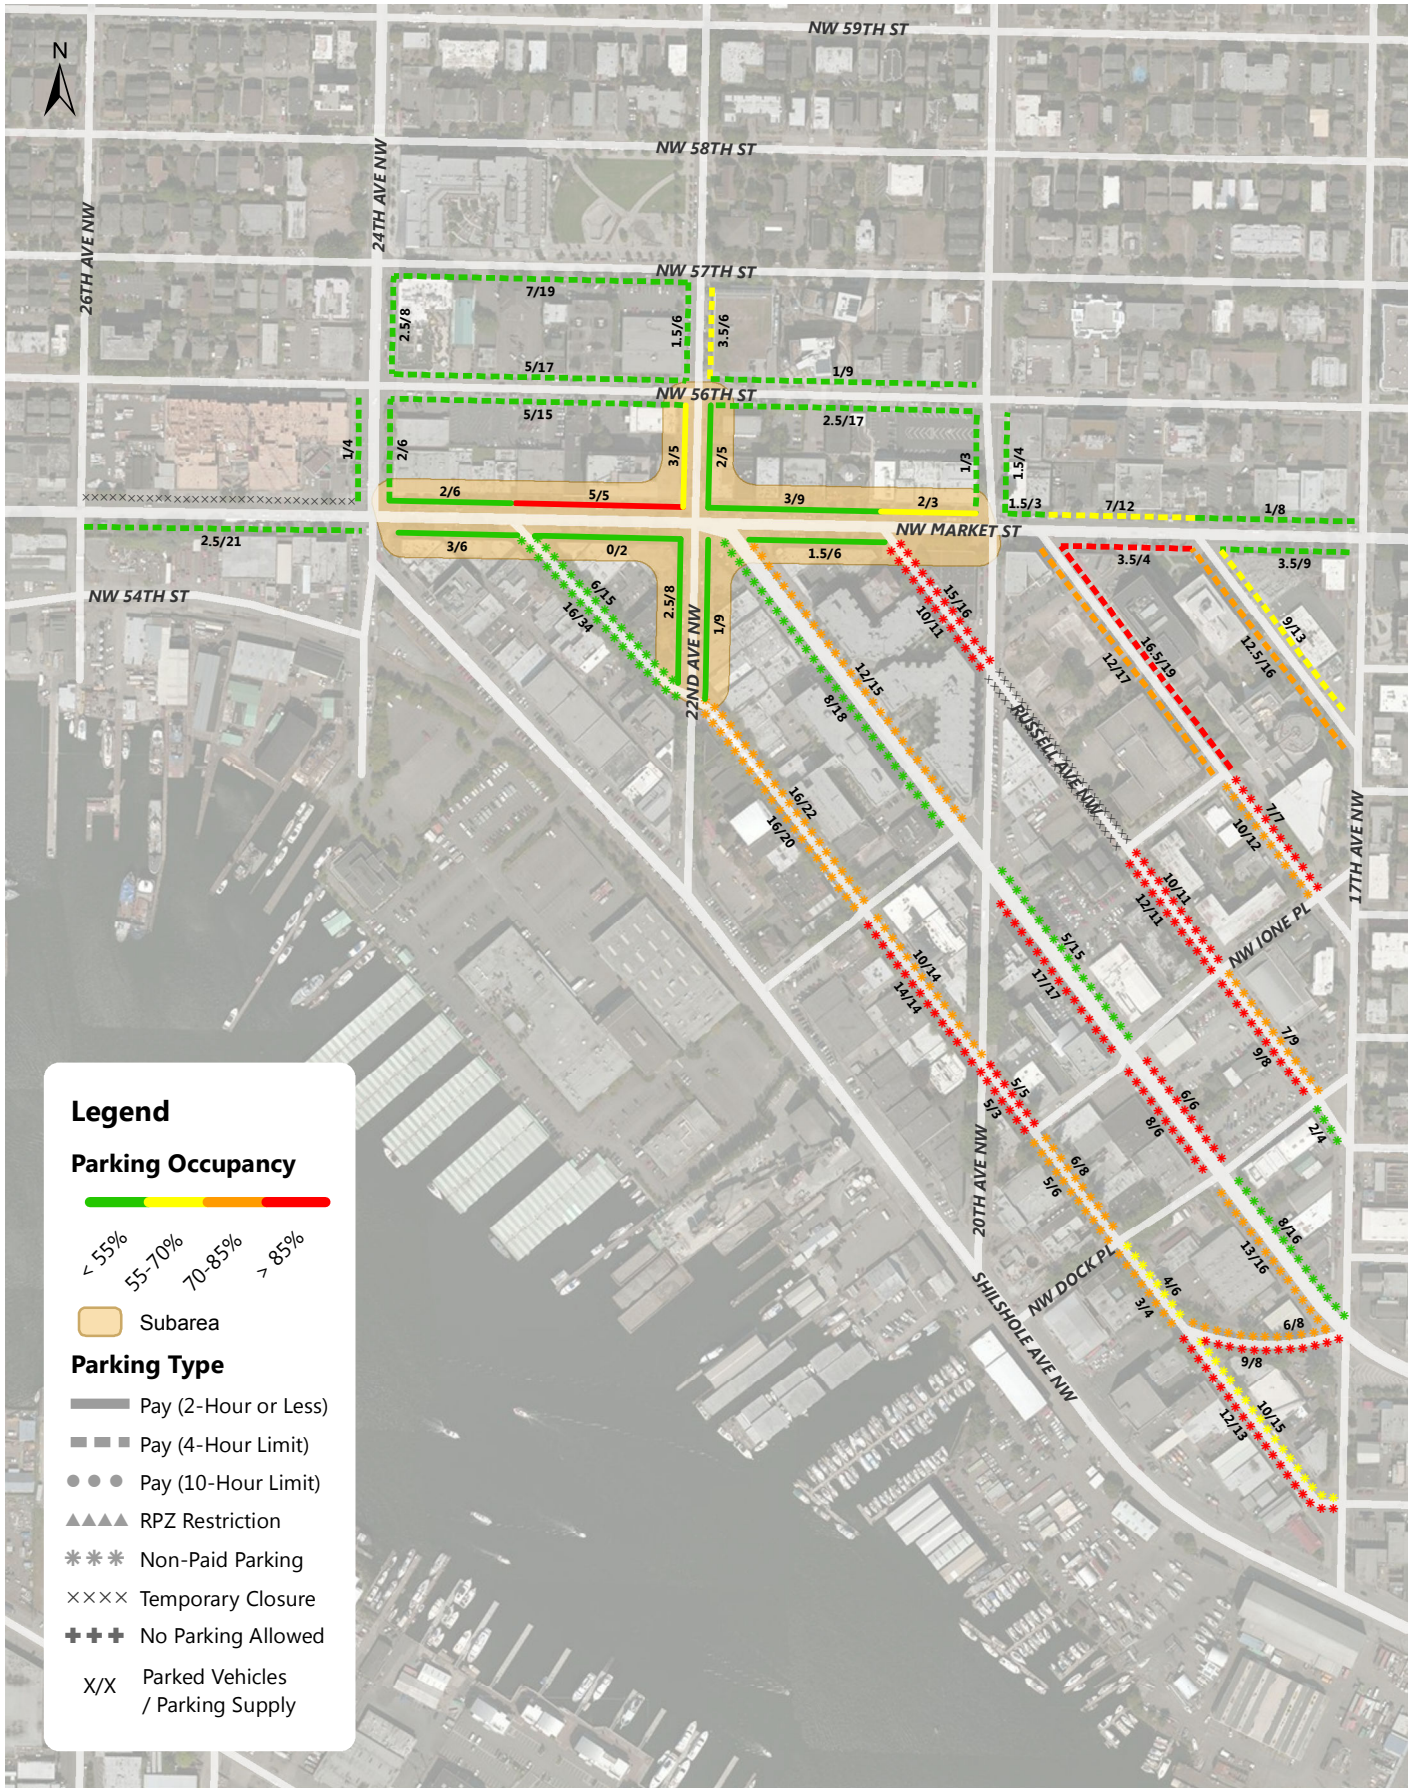 NW 59TH ST
N
NW 58TH ST
24TH AVE NW
26TH AVE NW
NW 57TH ST
7/19
2.5/8
1.5/6
3.5/6
5/17
1/9
NW 56TH ST
5/15
2.5/17
1/4
2/6
3/5
2/5
1/3
1.5/4
2/6
5/5
3/9
2/3
1.5/3
7/12
1/8
NW MARKET ST
2.5/21
3/6
0/2
1.5/6
3.5/4
3.5/9
NW 54TH ST
6/15
16/34
2.5/8
1/9
22ND AVE NW
15/16
10/11
9/13
12.5/16
16.5/19
12/17
12/15
8/18
RUSSELL AVE NW
16/22
16/20
7/7
10/12
17TH AVE NW
10/11
12/11
NW IONE PL
10/14
14/14
5/15
17/17
7/9
9/8
5/5
5/3
6/6
8/6
2/4
20TH AVE NW
6/8
5/6
8/16
13/16
NW DOCK PL
SHILSHOLE AVE NW
4/6
3/4
6/8
9/8
10/15
12/13
Legend
Parking Occupancy
< 55%
55-70%
70-85%
> 85%
Subarea
Parking Type
Pay (2-Hour or Less)
Pay (4-Hour Limit)
Pay (10-Hour Limit)
RPZ Restriction
Non-Paid Parking
Temporary Closure
No Parking Allowed
X/X Parked Vehicles
/ Parking Supply